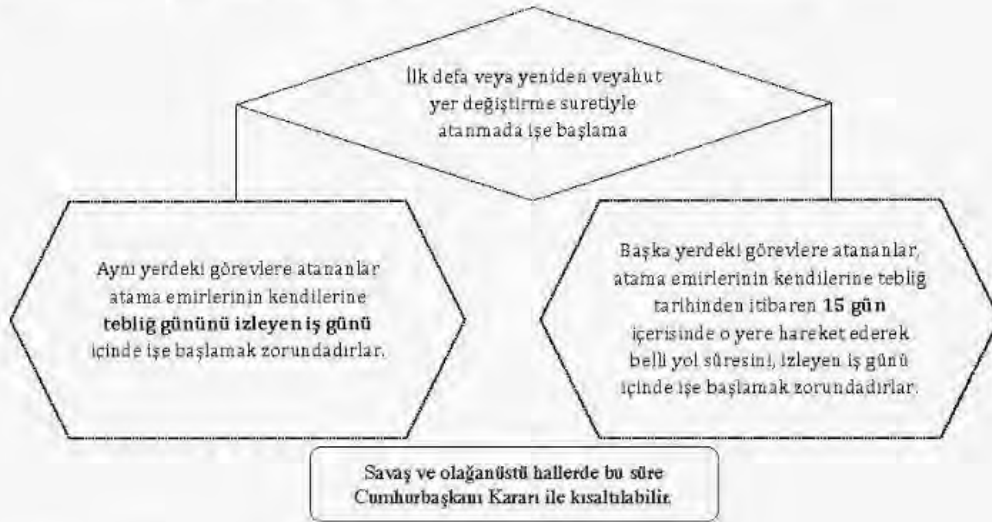 İlk defa veya yeniden veyahut
yer değiştirme suretiyle
atanmada işe başlama
Aynı yerdeki görevlere atananlar
atama emirlerinin kendilerine
tebliğ gününü izleyen iş günü
içinde işe başlamak zorundadırlar.
Başka yerdeki görevlere atananlar,
atama emirlerinin kendilerine tebliğ
tarihinden itibaren 15 gün
içerisinde o yere hareket ederek
belli yol süresini, izleyen iş günü
içinde işe başlamak zorundadırlar.
Savaş ve olağanüstü hallerde bu süre
Cumhurbaşkanı Kararı ile kısaltılabilir.